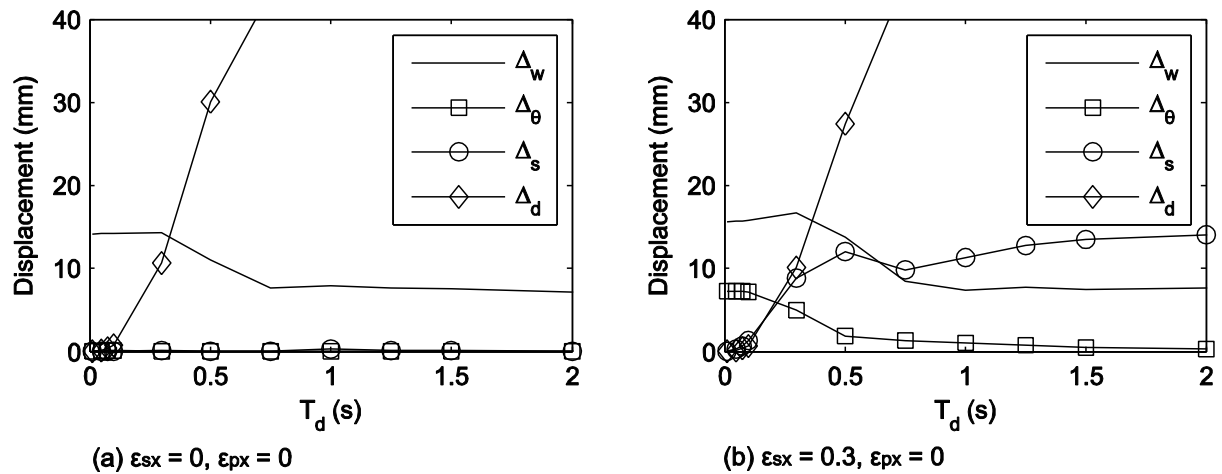 40
30
20
10
0
Displacement (mm)
0
0.5
1
1.5
2
T_d (s)
Δ_w
Δ_θ
Δ_s
Δ_d
(a) εsx = 0, εpx = 0
40
30
20
10
0
Displacement (mm)
0
0.5
1
1.5
2
T_d (s)
Δ_w
Δ_θ
Δ_s
Δ_d
(b) εsx = 0.3, εpx = 0